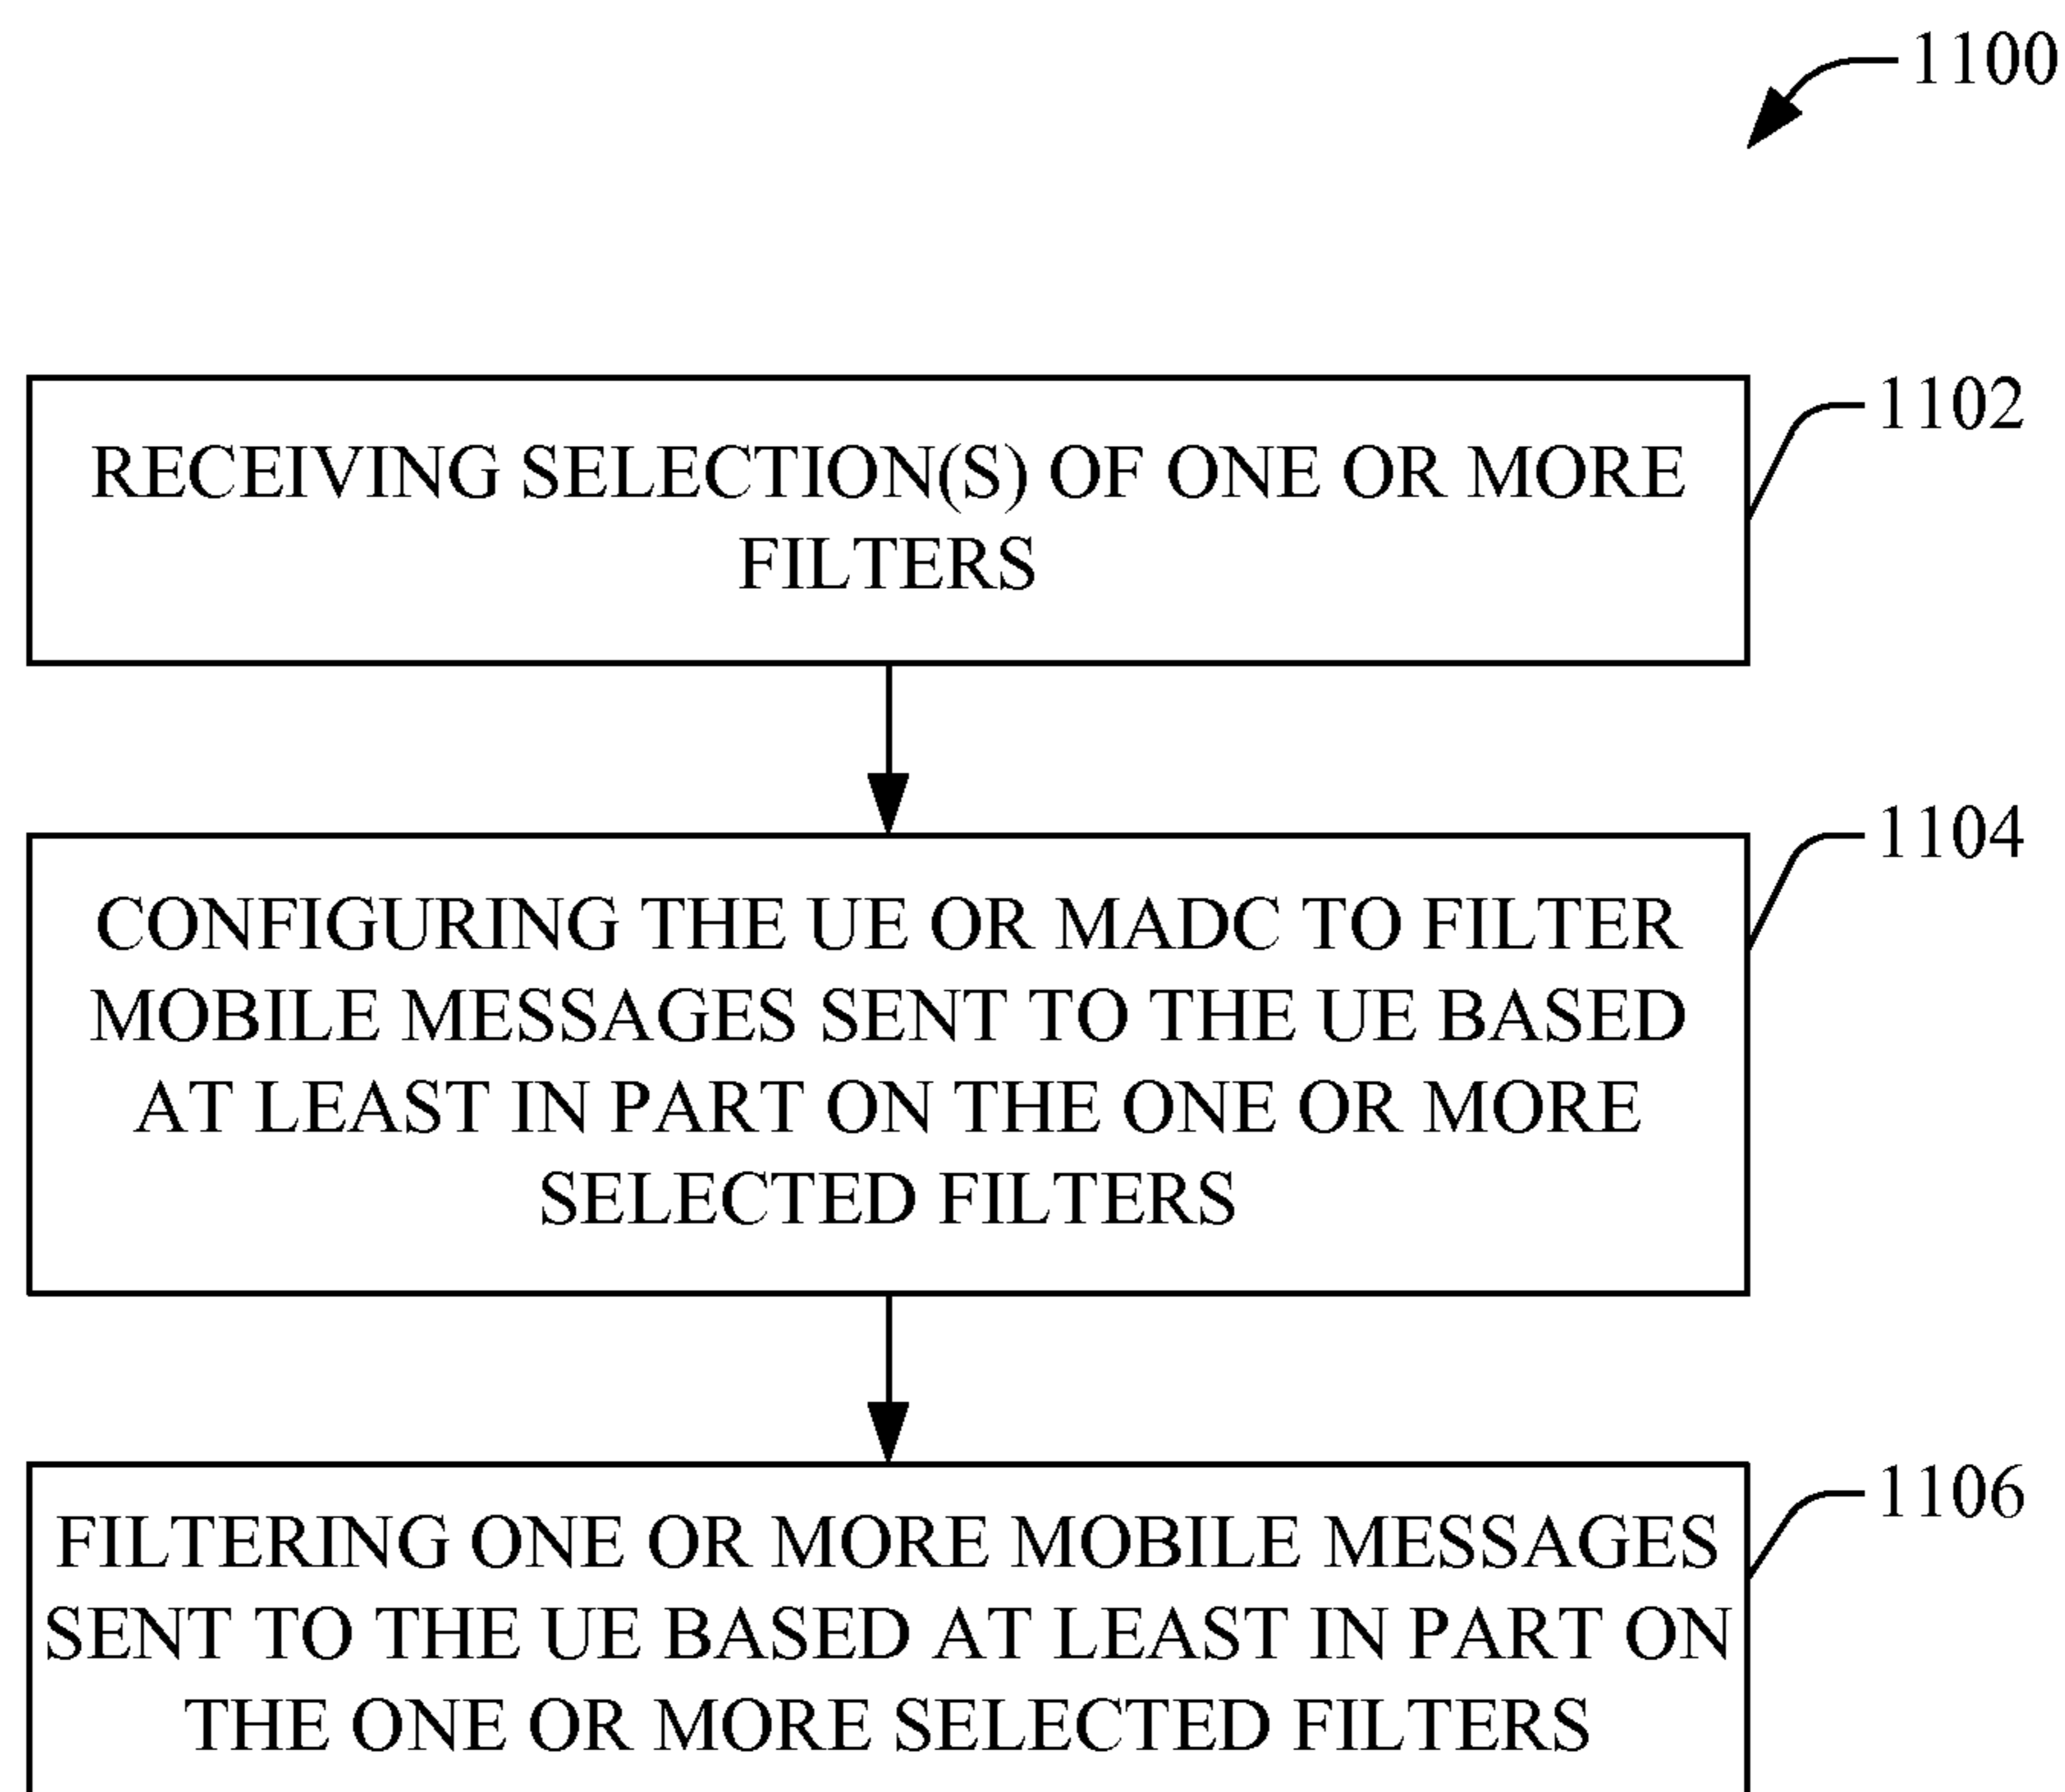 1100
1102
RECEIVING SELECTION(S) OF ONE OR MORE
FILTERS
1104
CONFIGURING THE UE OR MADC TO FILTER
MOBILE MESSAGES SENT TO THE UE BASED
AT LEAST IN PART ON THE ONE OR MORE
SELECTED FILTERS
1106
FILTERING ONE OR MORE MOBILE MESSAGES
SENT TO THE UE BASED AT LEAST IN PART ON
THE ONE OR MORE SELECTED FILTERS